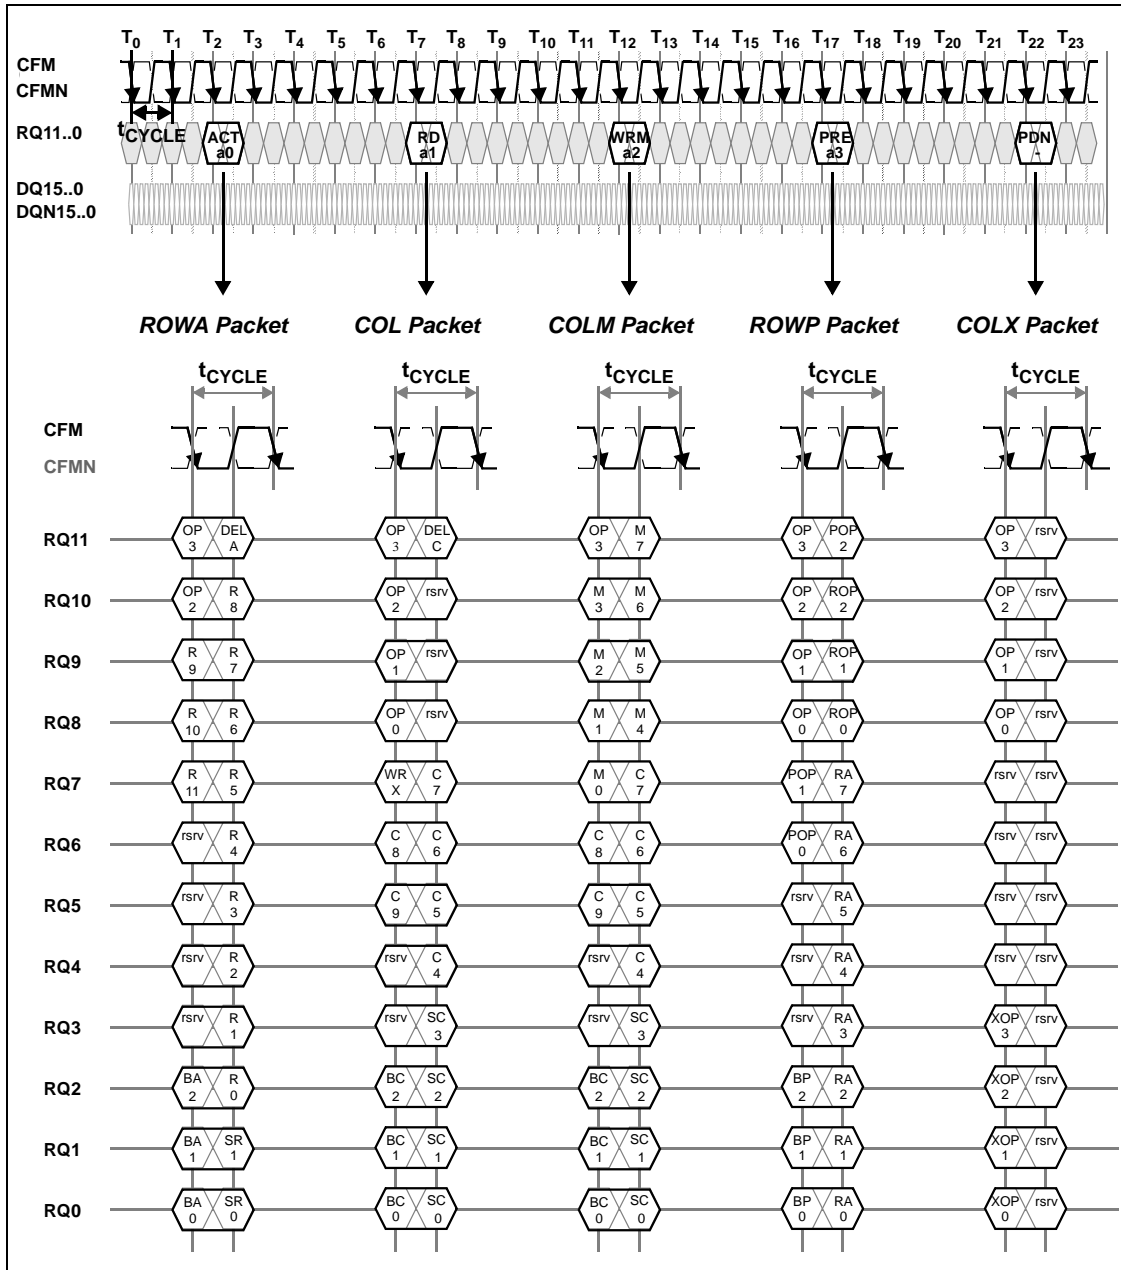 T0 T1 T2 T3 T4 T5 T6 T7 T8 T9 T10 T11 T12 T13 T14 T15 T16 T17 T18 T19 T20 T21 T22 T23
CFM
CFMN
tCYCLE
RQ11..0 ACT a0 RD a1 WRM a2 PRE a3 PDN -
DQ15..0
DQN15..0
ROWA Packet COL Packet COLM Packet ROWP Packet COLX Packet
tCYCLE tCYCLE tCYCLE tCYCLE tCYCLE
CFM
CFMN
RQ11 OP 3 DEL A OP 3 DEL C OP 3 M 7 OP 3 POP 2 OP 3 rsrv
RQ10 OP 2 R 8 OP 2 rsrv M 3 M 6 OP 2 ROP 2 OP 2 rsrv
RQ9 R 9 R 7 OP 1 rsrv M 2 M 5 OP 1 ROP 1 OP 1 rsrv
RQ8 R 10 R 6 OP 0 rsrv M 1 M 4 OP 0 ROP 0 OP 0 rsrv
RQ7 R 11 R 5 WR X C 7 M 0 C 7 POP 1 RA 7 rsrv rsrv
RQ6 rsrv R 4 C 8 C 6 C 8 C 6 POP 0 RA 6 rsrv rsrv
RQ5 rsrv R 3 C 9 C 5 C 9 C 5 rsrv RA 5 rsrv rsrv
RQ4 rsrv R 2 rsrv C 4 rsrv C 4 rsrv RA 4 rsrv rsrv
RQ3 rsrv R 1 rsrv SC 3 rsrv SC 3 rsrv RA 3 XOP 3 rsrv
RQ2 BA 2 R 0 BC 2 SC 2 BC 2 SC 2 BP 2 RA 2 XOP 2 rsrv
RQ1 BA 1 SR 1 BC 1 SC 1 BC 1 SC 1 BP 1 RA 1 XOP 1 rsrv
RQ0 BA 0 SR 0 BC 0 SC 0 BC 0 SC 0 BP 0 RA 0 XOP 0 rsrv